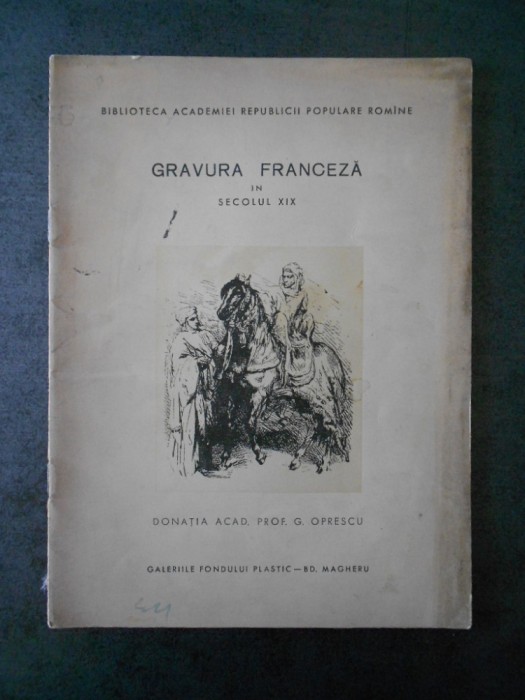 BIBLIOTECA ACADEMIEI REPUBLICII POPULARE ROMÎNE
GRAVURA FRANCEZĂ
IN
SECOLUL XIX
DONAȚIA ACAD. PROF. G. OPRESCU
GALERIILE FONDULUI PLASTIC — BD. MAGHERU